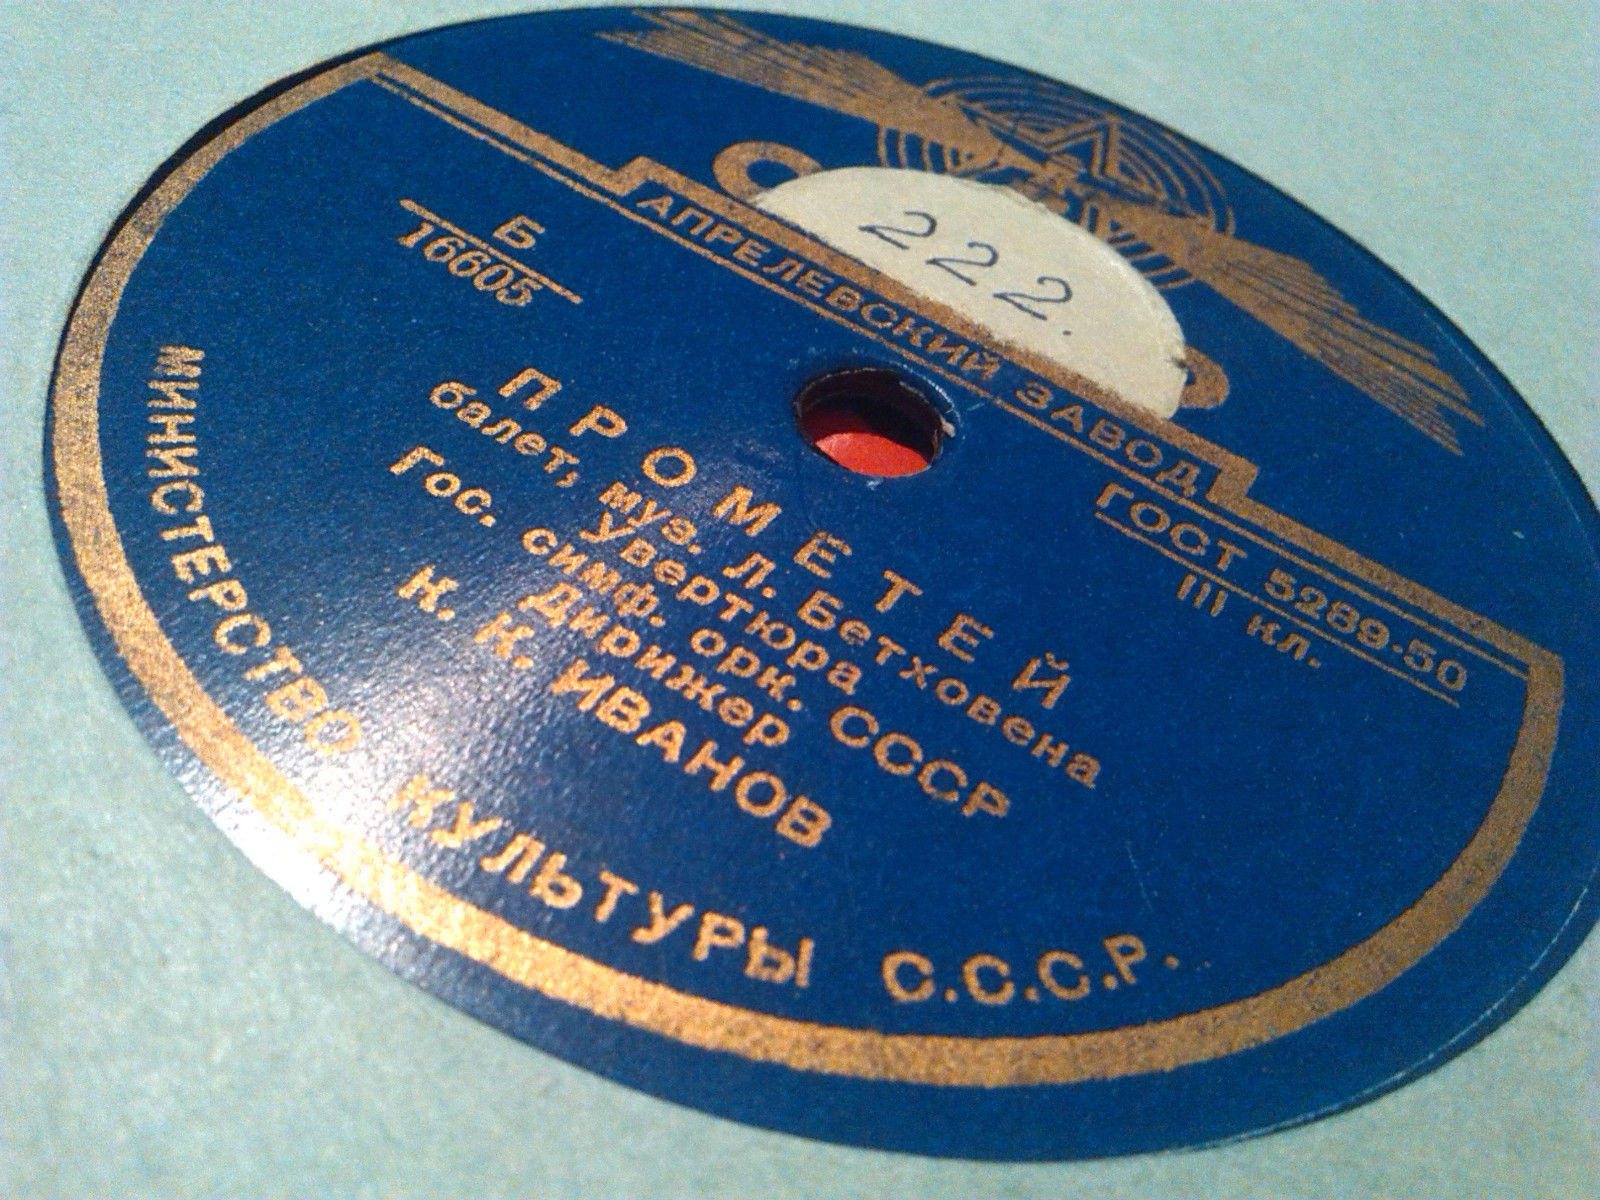 222.
АПРЕЛЕВСКИЙ ЗАВОД
Б
16605
ГОСТ 5289-50
III кл.
ПРОМЕТЕЙ
балет, муз. Л. Бетховена
Увертюра
Гос. симф. орк. СССР
Дирижер
К. К. ИВАНОВ
МИНИСТЕРСТВО КУЛЬТУРЫ С.С.С.Р.